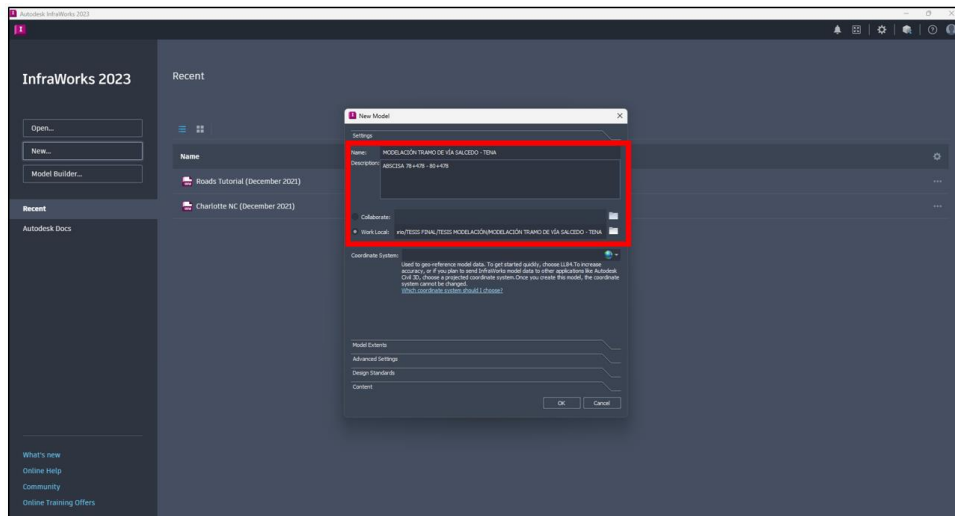 Autodesk InfraWorks 2023
InfraWorks 2023
Open...
New...
Model Builder...
Recent
Autodesk Docs
What's new
Online Help
Community
Online Training Offers
Recent
Name
Roads Tutorial (December 2021)
Charlotte NC (December 2021)
New Model
Settings
Name: MODELACIÓN TRAMO DE VÍA SALCEDO - TENA
Description: ABSCISA 78+478 - 80+478
Collaborate:
Work Local: rio/TESIS FINAL/TESIS MODELACIÓN/MODELACIÓN TRAMO DE VÍA SALCEDO - TENA
Coordinate System:
Used to geo-reference model data. To get started quickly, choose LL84.To increase
accuracy, or if you plan to send InfraWorks model data to other applications like Autodesk
Civil 3D, choose a projected coordinate system.Once you create this model, the coordinate
system cannot be changed.
Which coordinate system should I choose?
Model Extents
Advanced Settings
Design Standards
Content
OK Cancel